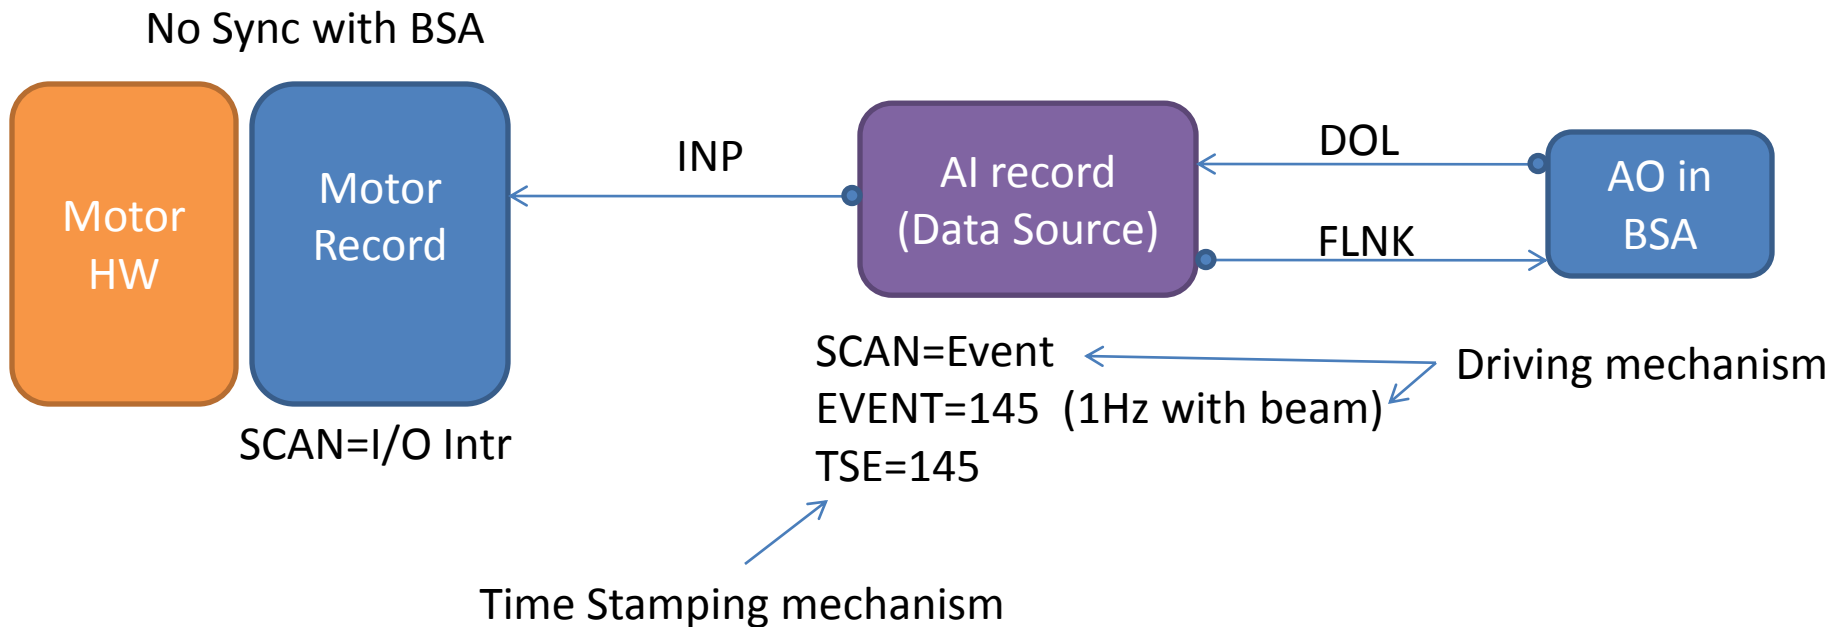 No Sync with BSA
Motor
HW
Motor
Record
SCAN=I/O Intr
INP
AI record
(Data Source)
DOL
FLNK
AO in
BSA
SCAN=Event
EVENT=145 (1Hz with beam)
TSE=145
Driving mechanism
Time Stamping mechanism